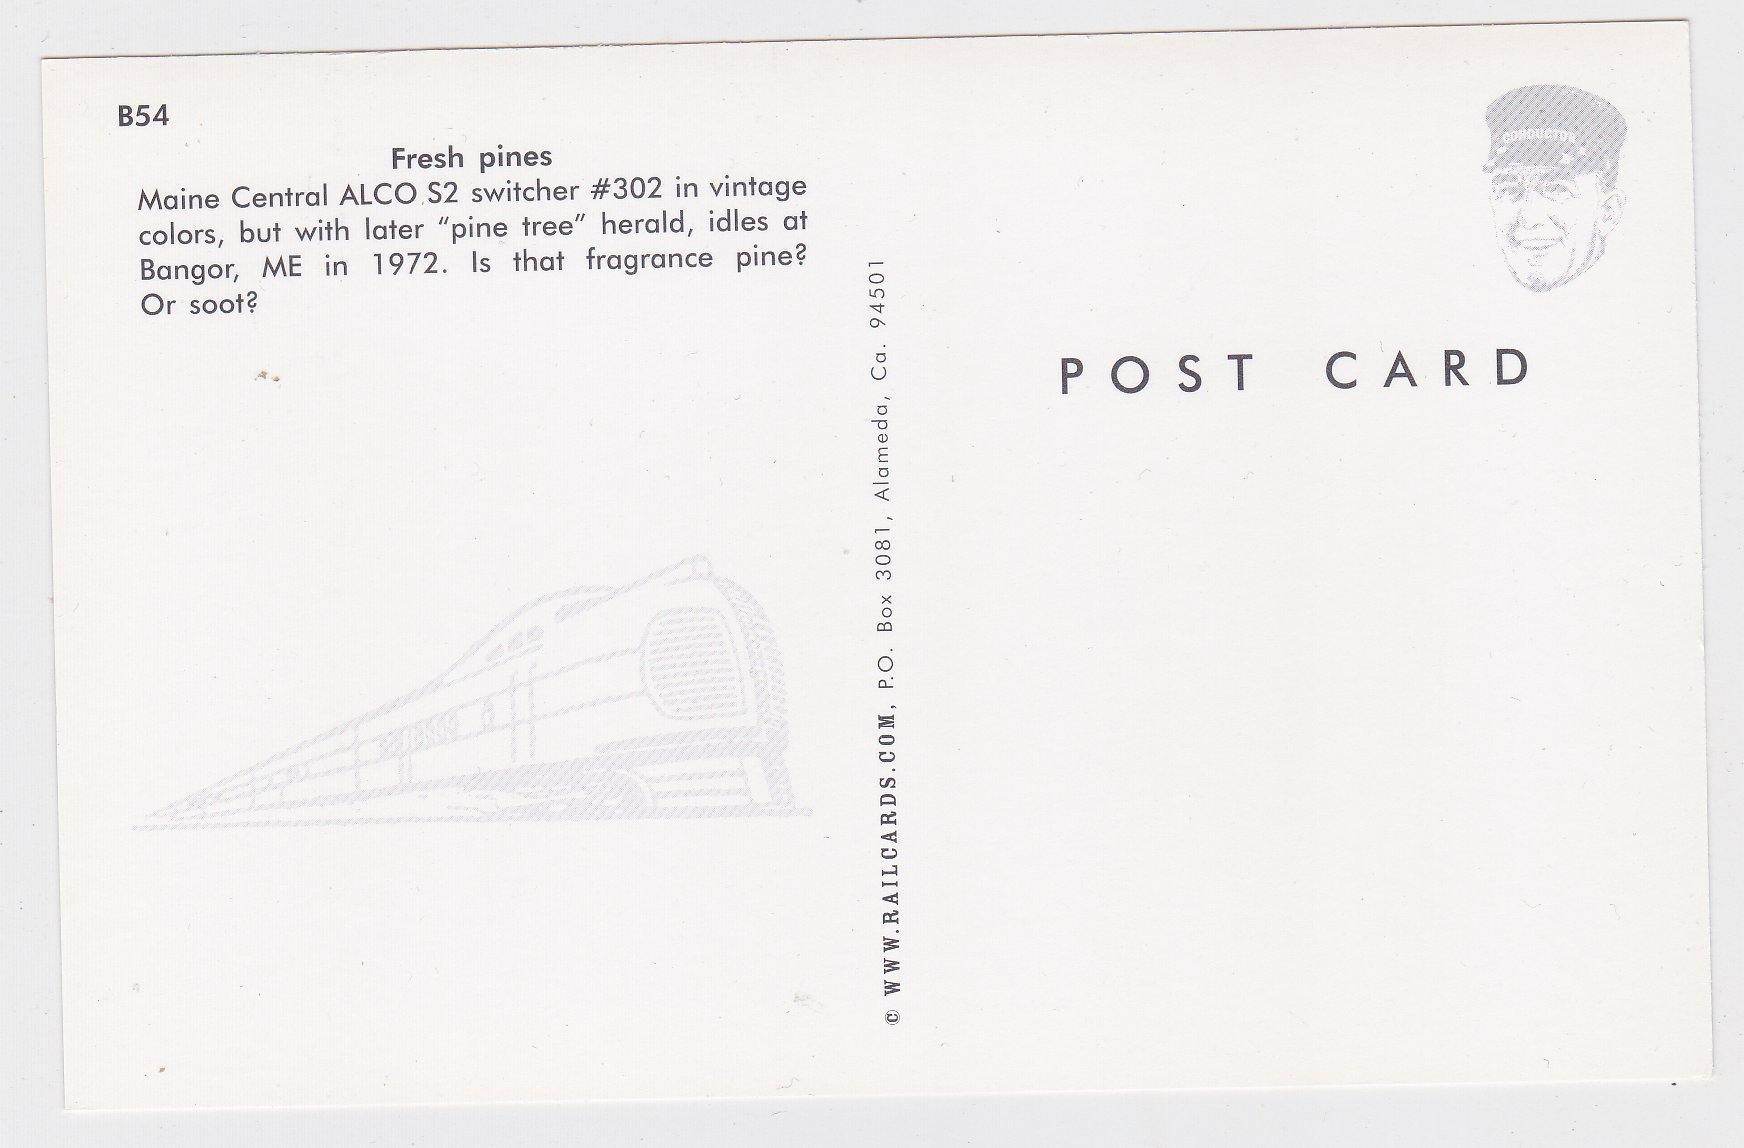 B54
Fresh pines
Maine Central ALCO S2 switcher #302 in vintage
colors, but with later “pine tree” herald, idles at
Bangor, ME in 1972. Is that fragrance pine?
Or soot?
© WWW.RAILCARDS.COM, P.O. Box 3081, Alameda, Ca. 94501
CONDUCTOR
POST CARD